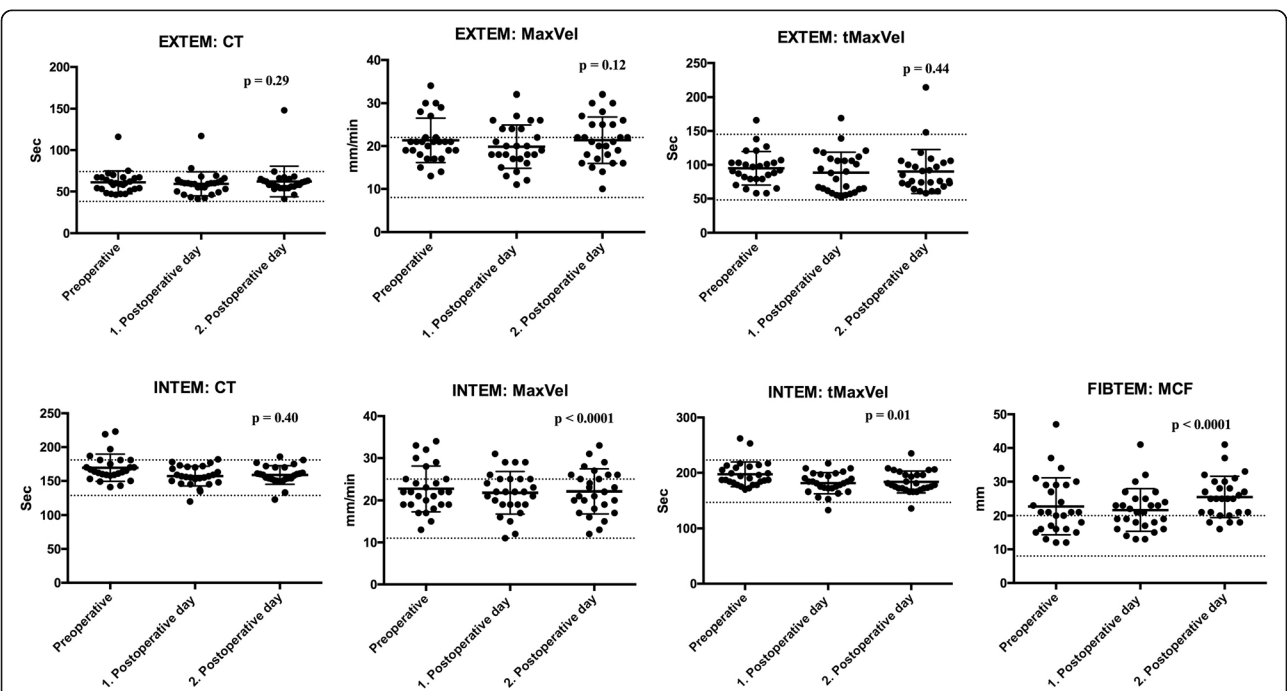 EXTEM: CT
p = 0.29
Sec
200
150
100
50
0
Preoperative
1. Postoperative day
2. Postoperative day
EXTEM: MaxVel
p = 0.12
mm/min
40
30
20
10
0
Preoperative
1. Postoperative day
2. Postoperative day
EXTEM: tMaxVel
p = 0.44
Sec
250
200
150
100
50
0
Preoperative
1. Postoperative day
2. Postoperative day
INTEM: CT
p = 0.40
Sec
250
200
150
100
50
0
Preoperative
1. Postoperative day
2. Postoperative day
INTEM: MaxVel
p < 0.0001
mm/min
40
30
20
10
0
Preoperative
1. Postoperative day
2. Postoperative day
INTEM: tMaxVel
p = 0.01
Sec
300
200
100
0
Preoperative
1. Postoperative day
2. Postoperative day
FIBTEM: MCF
p < 0.0001
mm
50
40
30
20
10
0
Preoperative
1. Postoperative day
2. Postoperative day